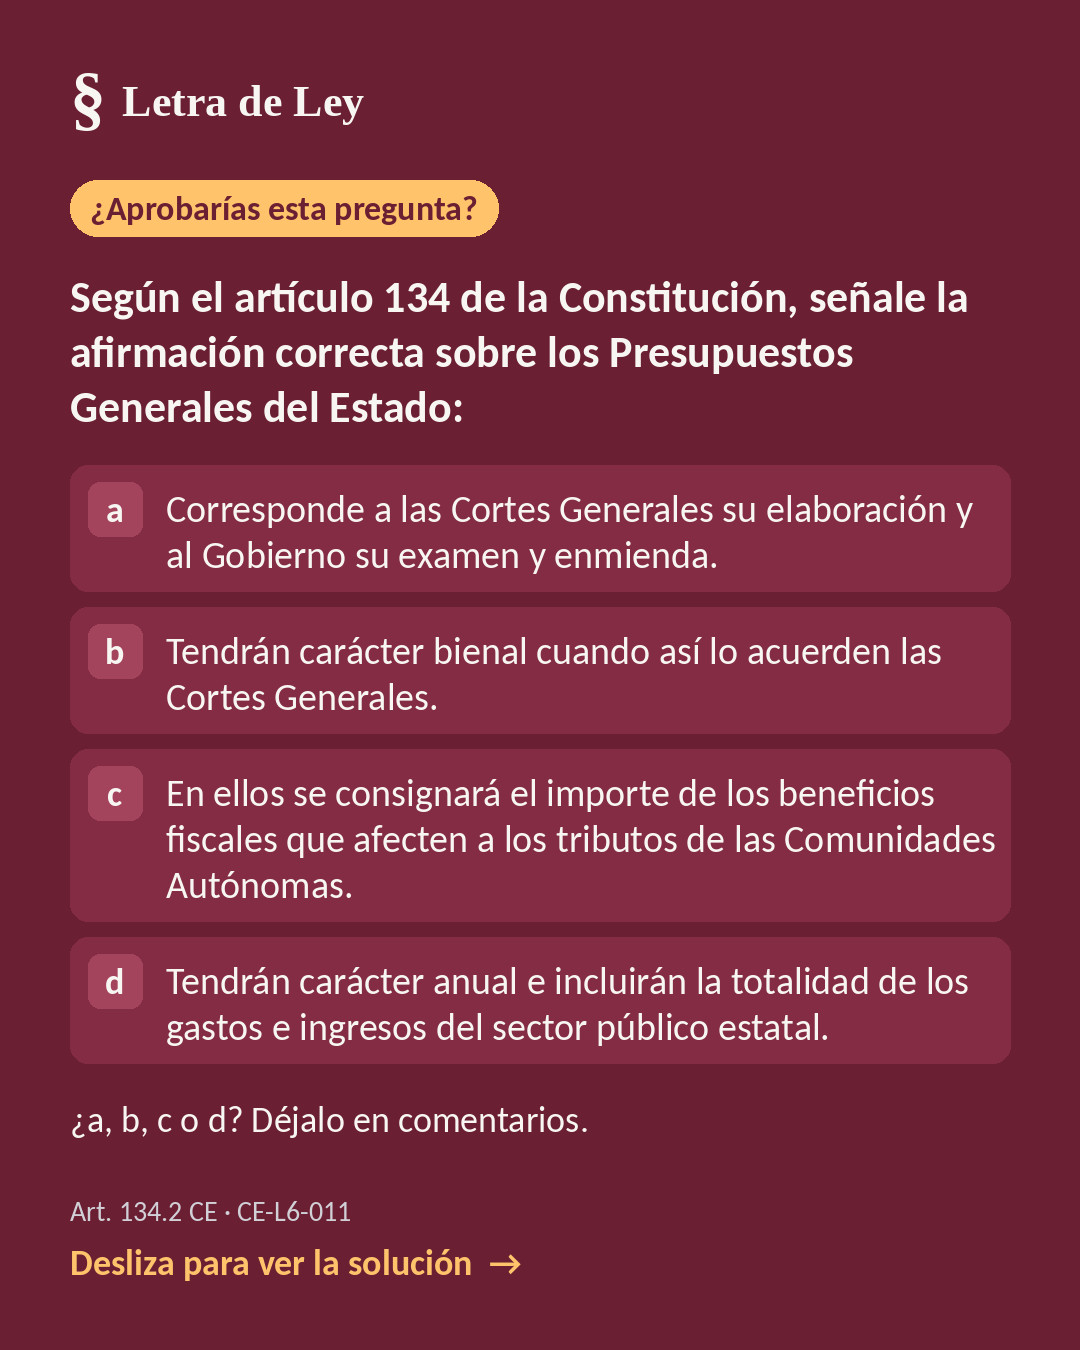 § Letra de Ley
¿Aprobarías esta pregunta?
Según el artículo 134 de la Constitución, señale la
afirmación correcta sobre los Presupuestos
Generales del Estado:
a Corresponde a las Cortes Generales su elaboración y
al Gobierno su examen y enmienda.
b Tendrán carácter bienal cuando así lo acuerden las
Cortes Generales.
c En ellos se consignará el importe de los beneficios
fiscales que afecten a los tributos de las Comunidades
Autónomas.
d Tendrán carácter anual e incluirán la totalidad de los
gastos e ingresos del sector público estatal.
¿a, b, c o d? Déjalo en comentarios.
Art. 134.2 CE · CE-L6-011
Desliza para ver la solución →